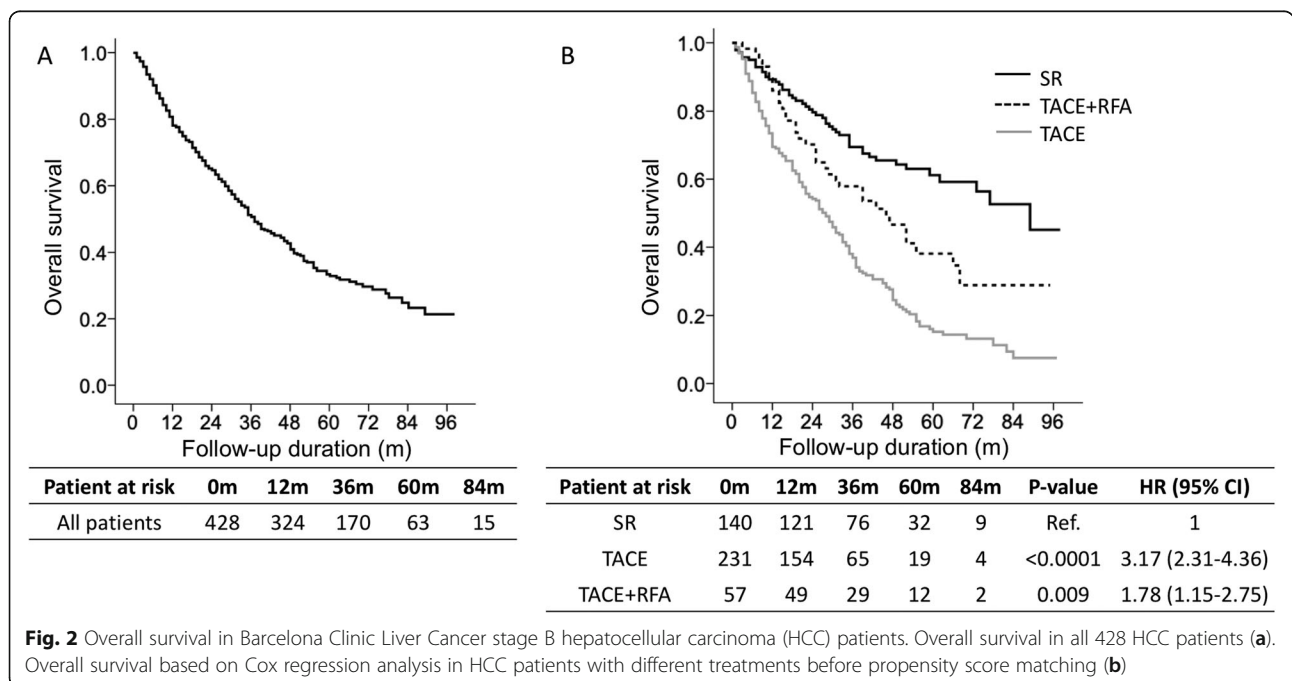 A
1.0
0.8
0.6
0.4
0.2
0.0
Overall survival
0 12 24 36 48 60 72 84 96
Follow-up duration (m)
Patient at risk 0m 12m 36m 60m 84m
All patients 428 324 170 63 15
B
1.0
0.8
0.6
0.4
0.2
0.0
Overall survival
SR
TACE+RFA
TACE
0 12 24 36 48 60 72 84 96
Follow-up duration (m)
Patient at risk 0m 12m 36m 60m 84m P-value HR (95% CI)
SR 140 121 76 32 9 Ref. 1
TACE 231 154 65 19 4 <0.0001 3.17 (2.31-4.36)
TACE+RFA 57 49 29 12 2 0.009 1.78 (1.15-2.75)
Fig. 2 Overall survival in Barcelona Clinic Liver Cancer stage B hepatocellular carcinoma (HCC) patients. Overall survival in all 428 HCC patients (a).
Overall survival based on Cox regression analysis in HCC patients with different treatments before propensity score matching (b)